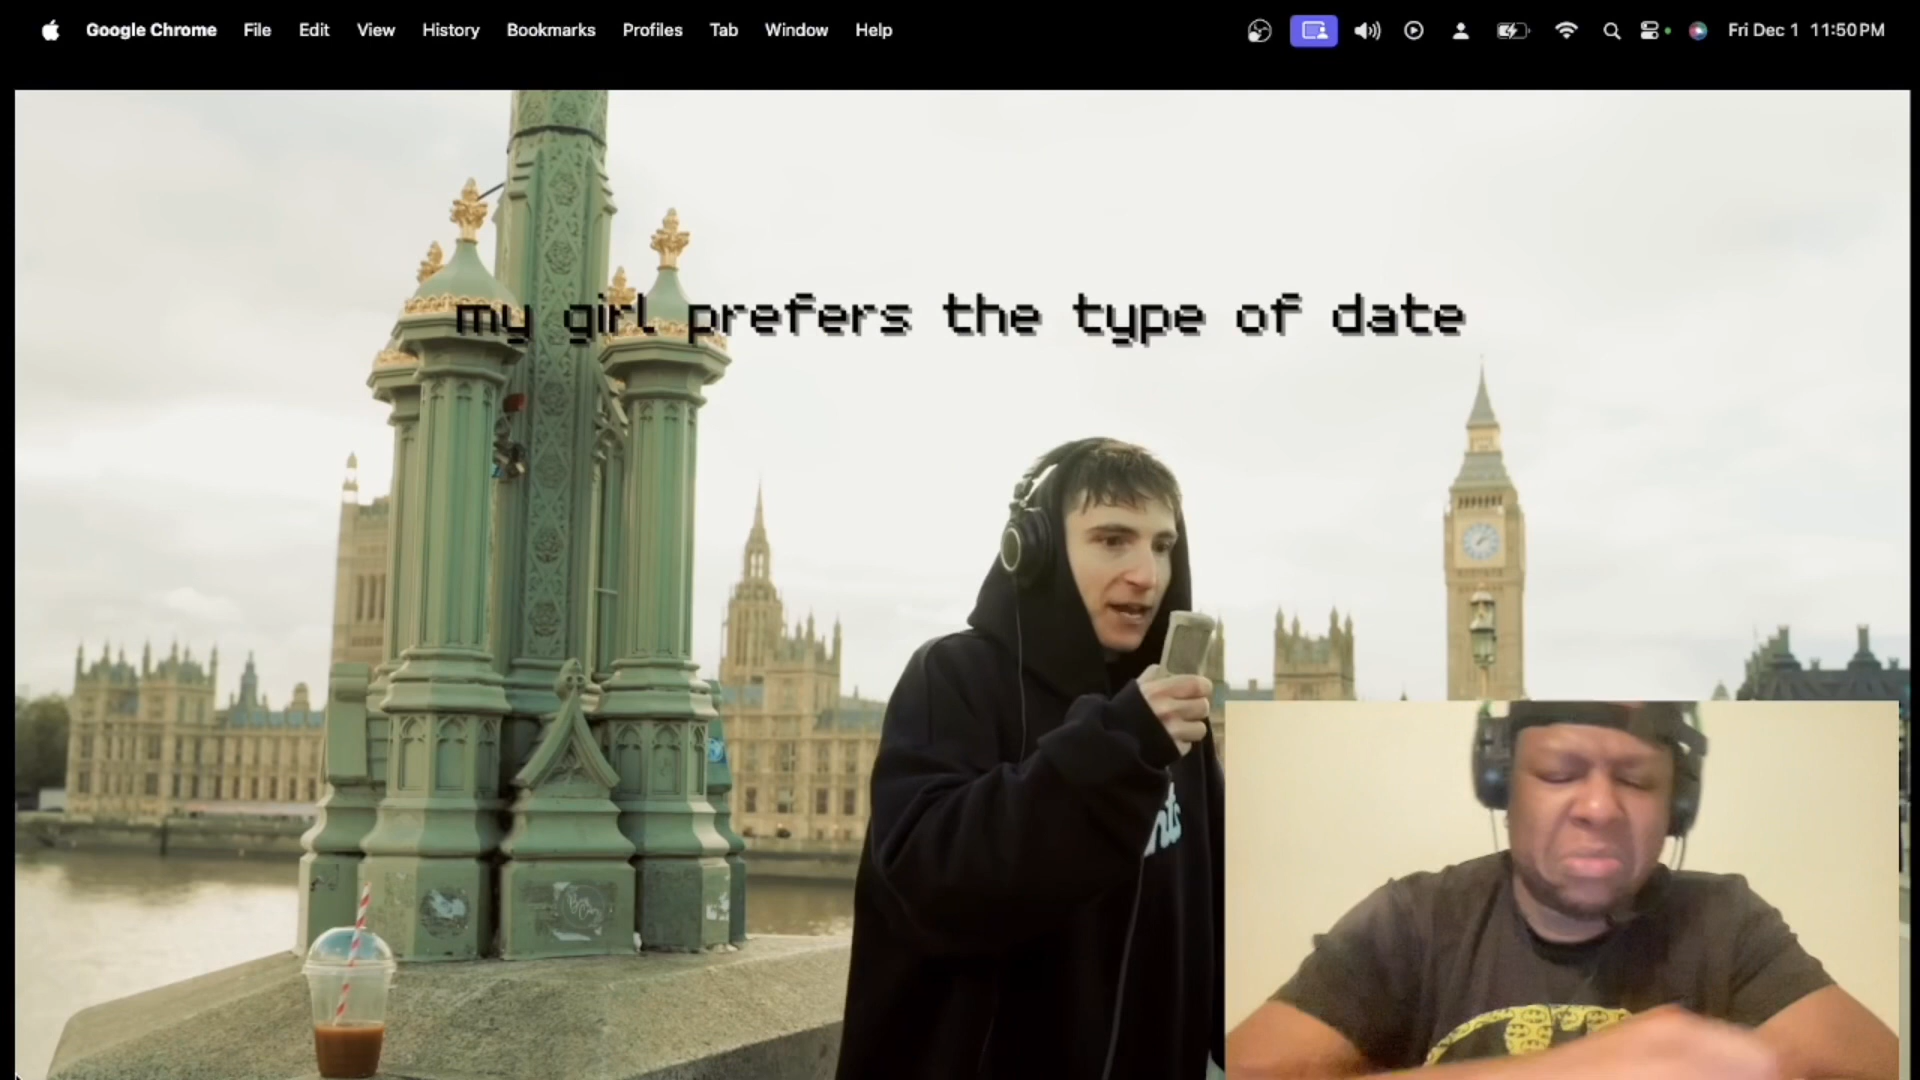 Google Chrome File Edit View History Bookmarks Profiles Tab Window Help Fri Dec 1 11:50 PM
my girl prefers the type of date